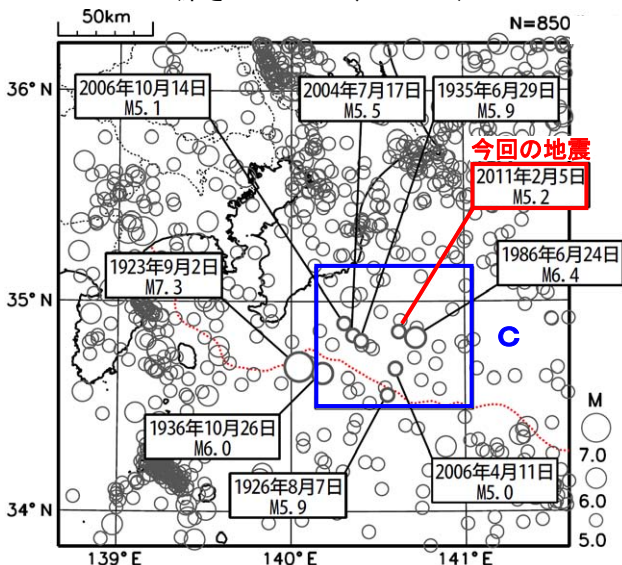 50km
N=850
36°N
2006年10月14日
M5.1
2004年7月17日
M5.5
1935年6月29日
M5.9
今回の地震
2011年2月5日
M5.2
1923年9月2日
M7.3
1986年6月24日
M6.4
35°N
C
1936年10月26日
M6.0
1926年8月7日
M5.9
2006年4月11日
M5.0
M
7.0
6.0
5.0
34°N
139°E
140°E
141°E